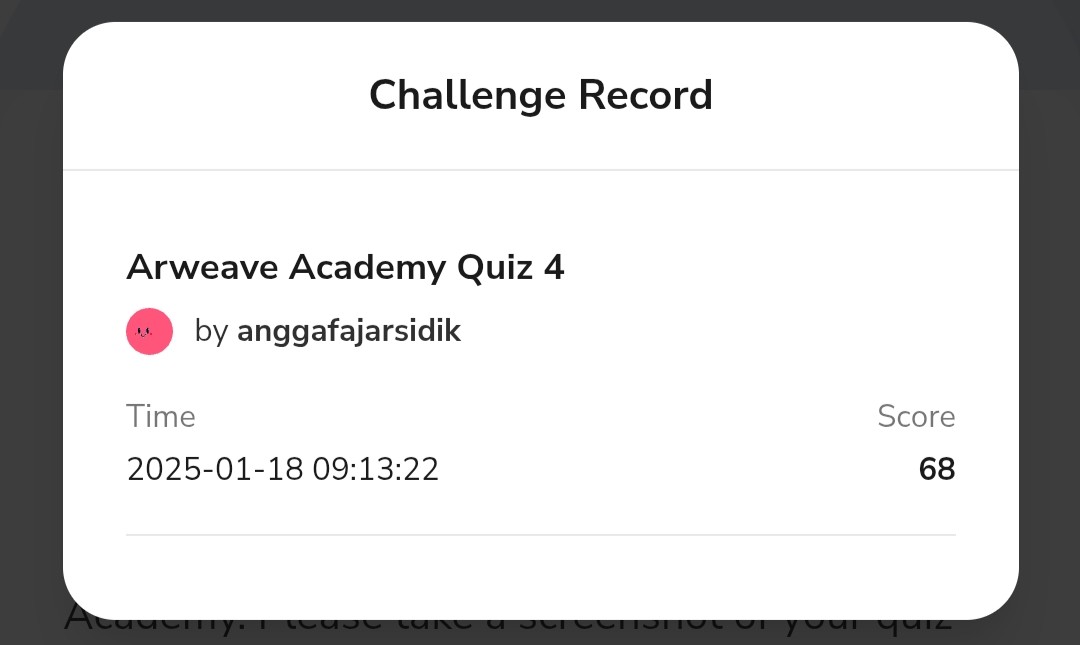 Challenge Record
Arweave Academy Quiz 4
by anggafajarsidik
Time
Score
2025-01-18 09:13:22
68
Academy. Please take a screenshot of your quiz